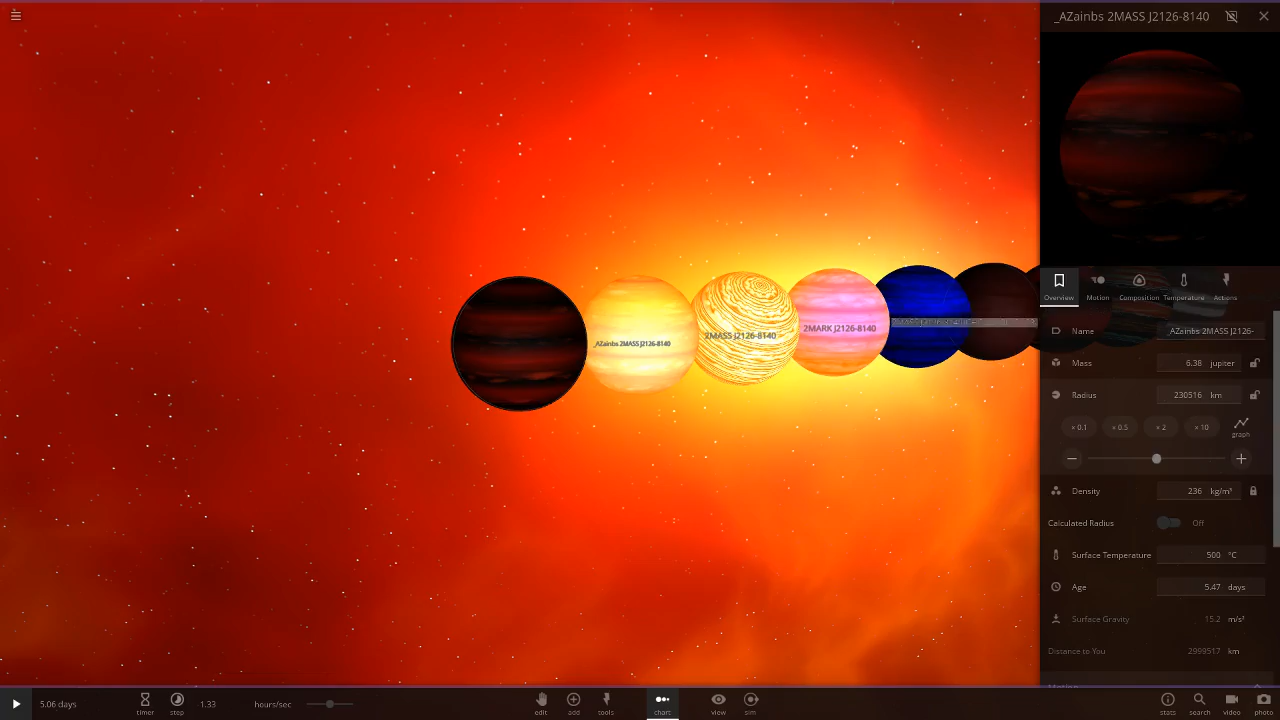 _AZainbs 2MASS J2126-8140
Overview
Motion
Composition
Temperature
Actions
Name
_AZainbs 2MASS J2126-
Mass
6.38 jupiter
Radius
230516 km
× 0.1
× 0.5
× 2
× 10
graph
Density
236 kg/m³
Calculated Radius
Off
Surface Temperature
500 °C
Age
5.47 days
Surface Gravity
15.2 m/s²
Distance to You
2999517 km
_AZainbs 2MASS J2126-8140
2MASS J2126-8140
2MARK J2126-8140
5.06 days
timer
step
1.33
hours/sec
edit
add
tools
chart
view
sim
stats
search
video
photo